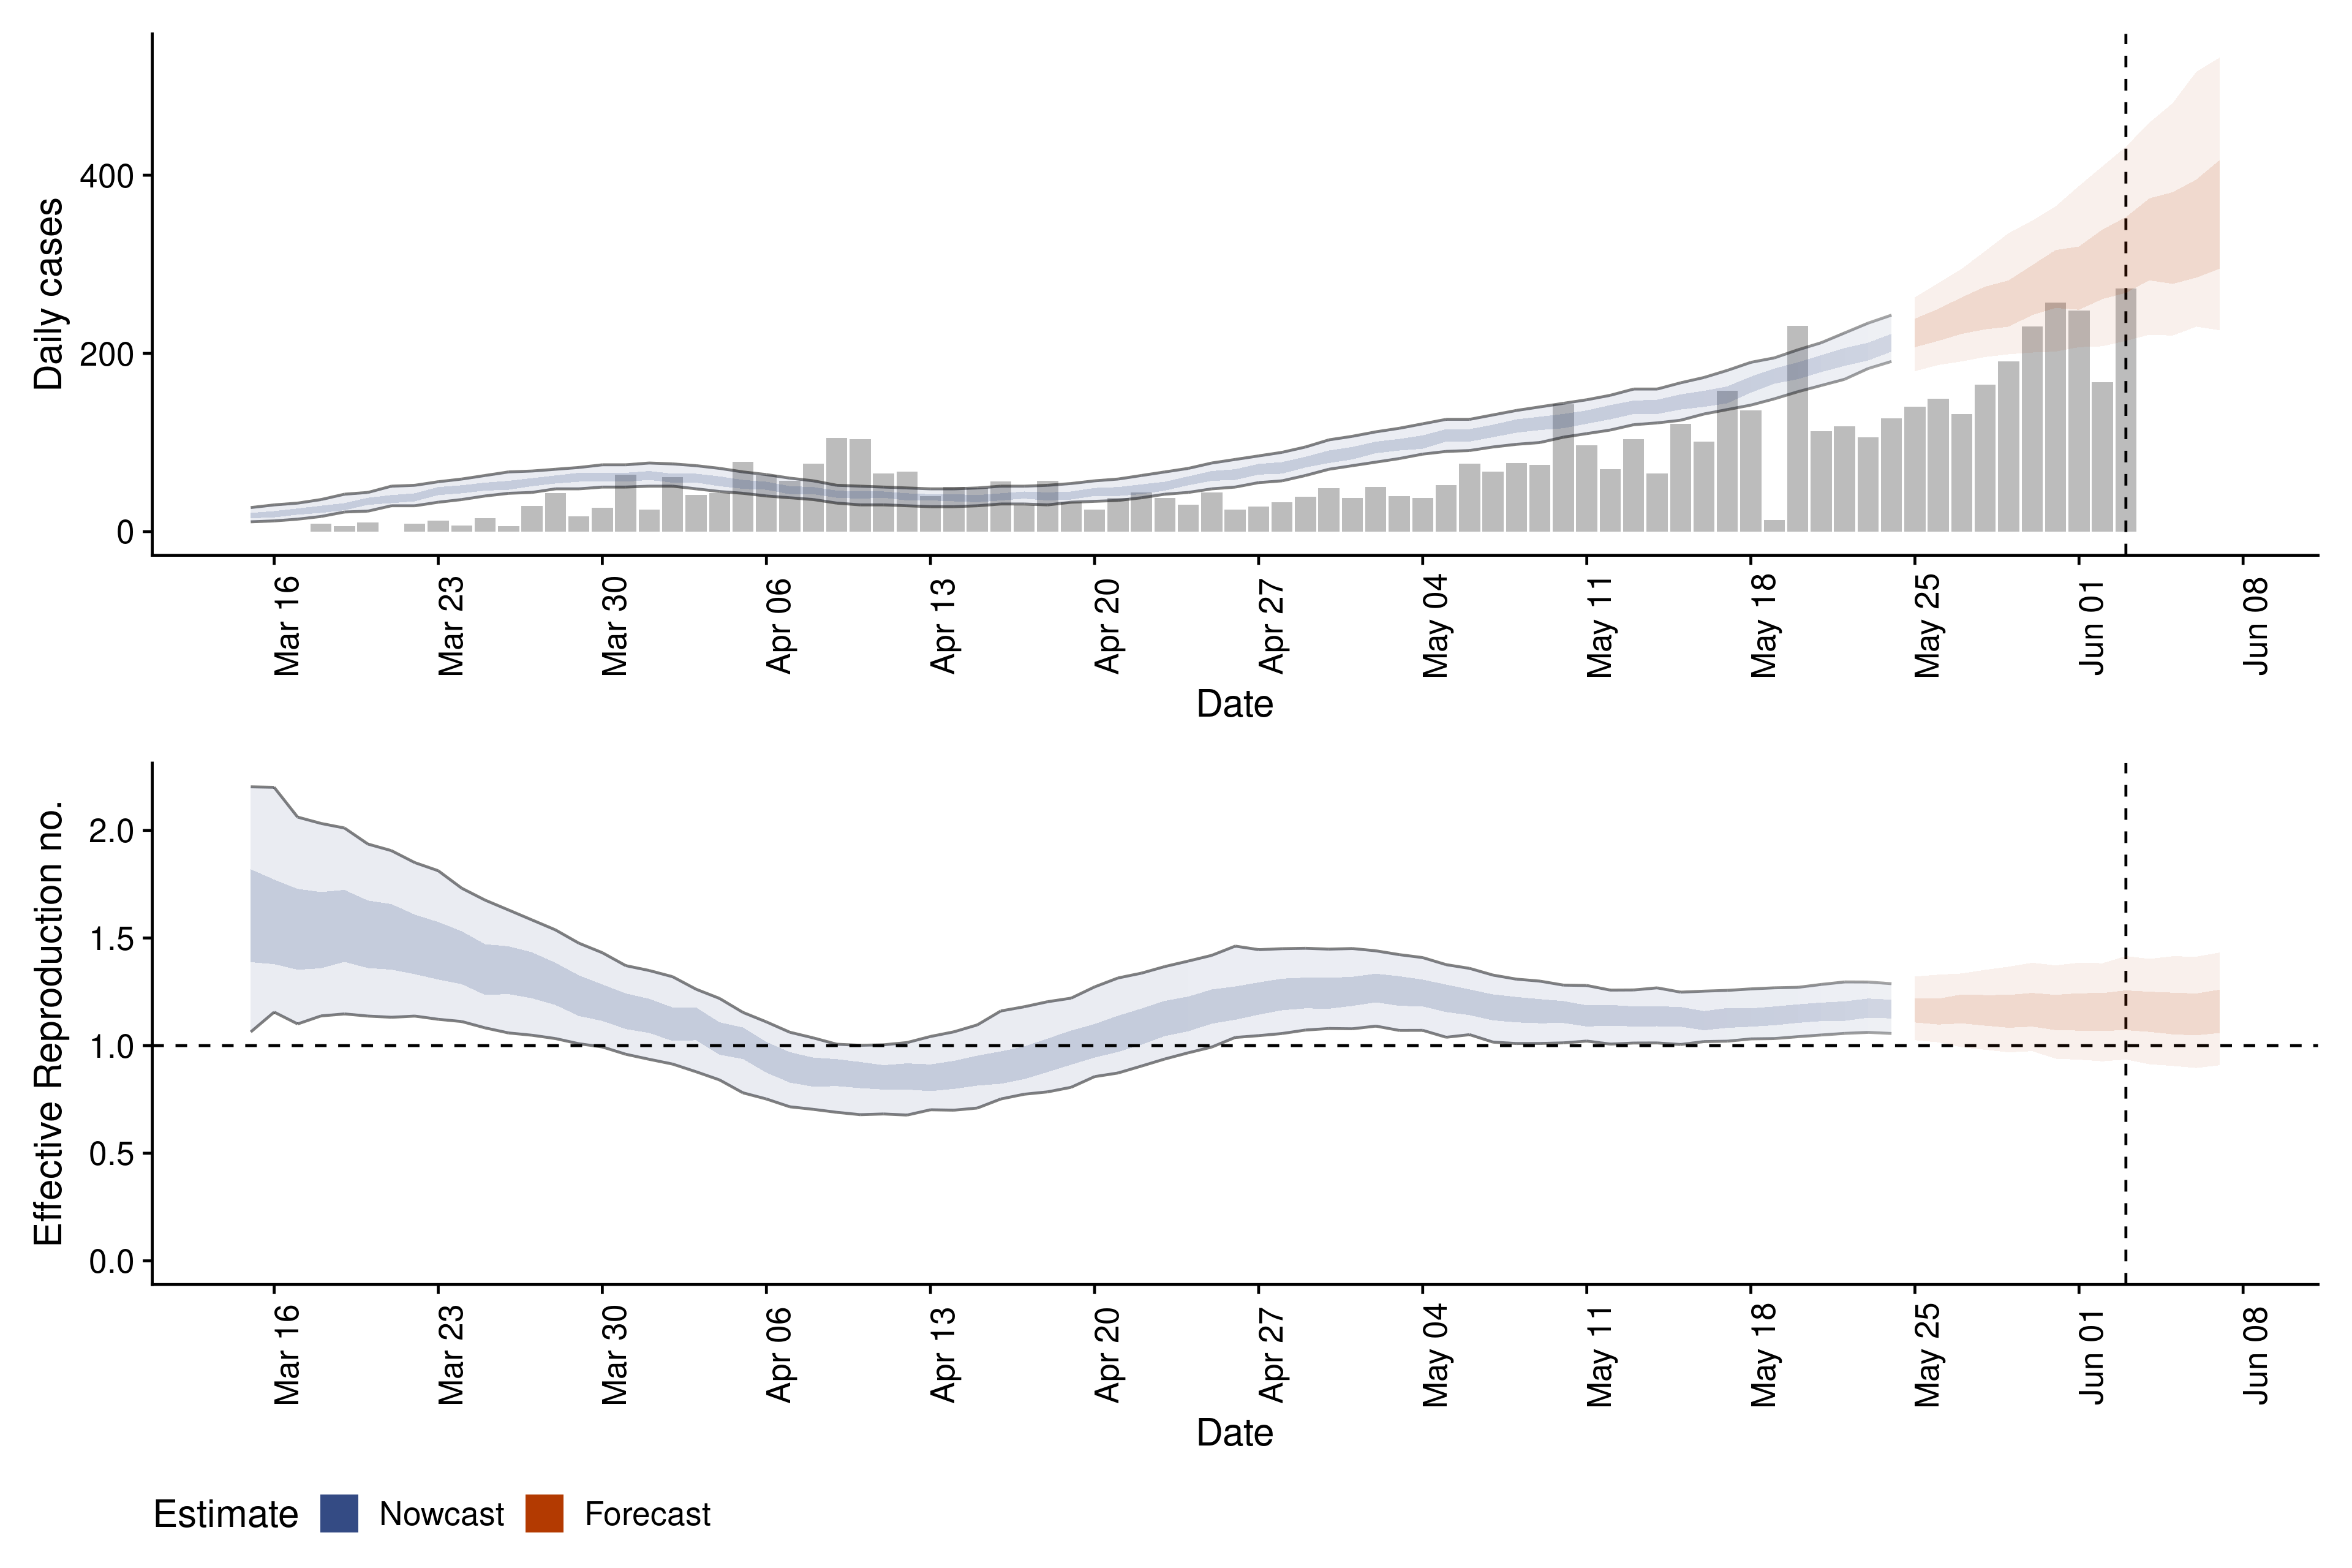 Daily cases
400
200
0
Mar 16
Mar 23
Mar 30
Apr 06
Apr 13
Apr 20
Apr 27
May 04
May 11
May 18
May 25
Jun 01
Jun 08
Date
Effective Reproduction no.
2.0
1.5
1.0
0.5
0.0
Mar 16
Mar 23
Mar 30
Apr 06
Apr 13
Apr 20
Apr 27
May 04
May 11
May 18
May 25
Jun 01
Jun 08
Date
Estimate Nowcast Forecast